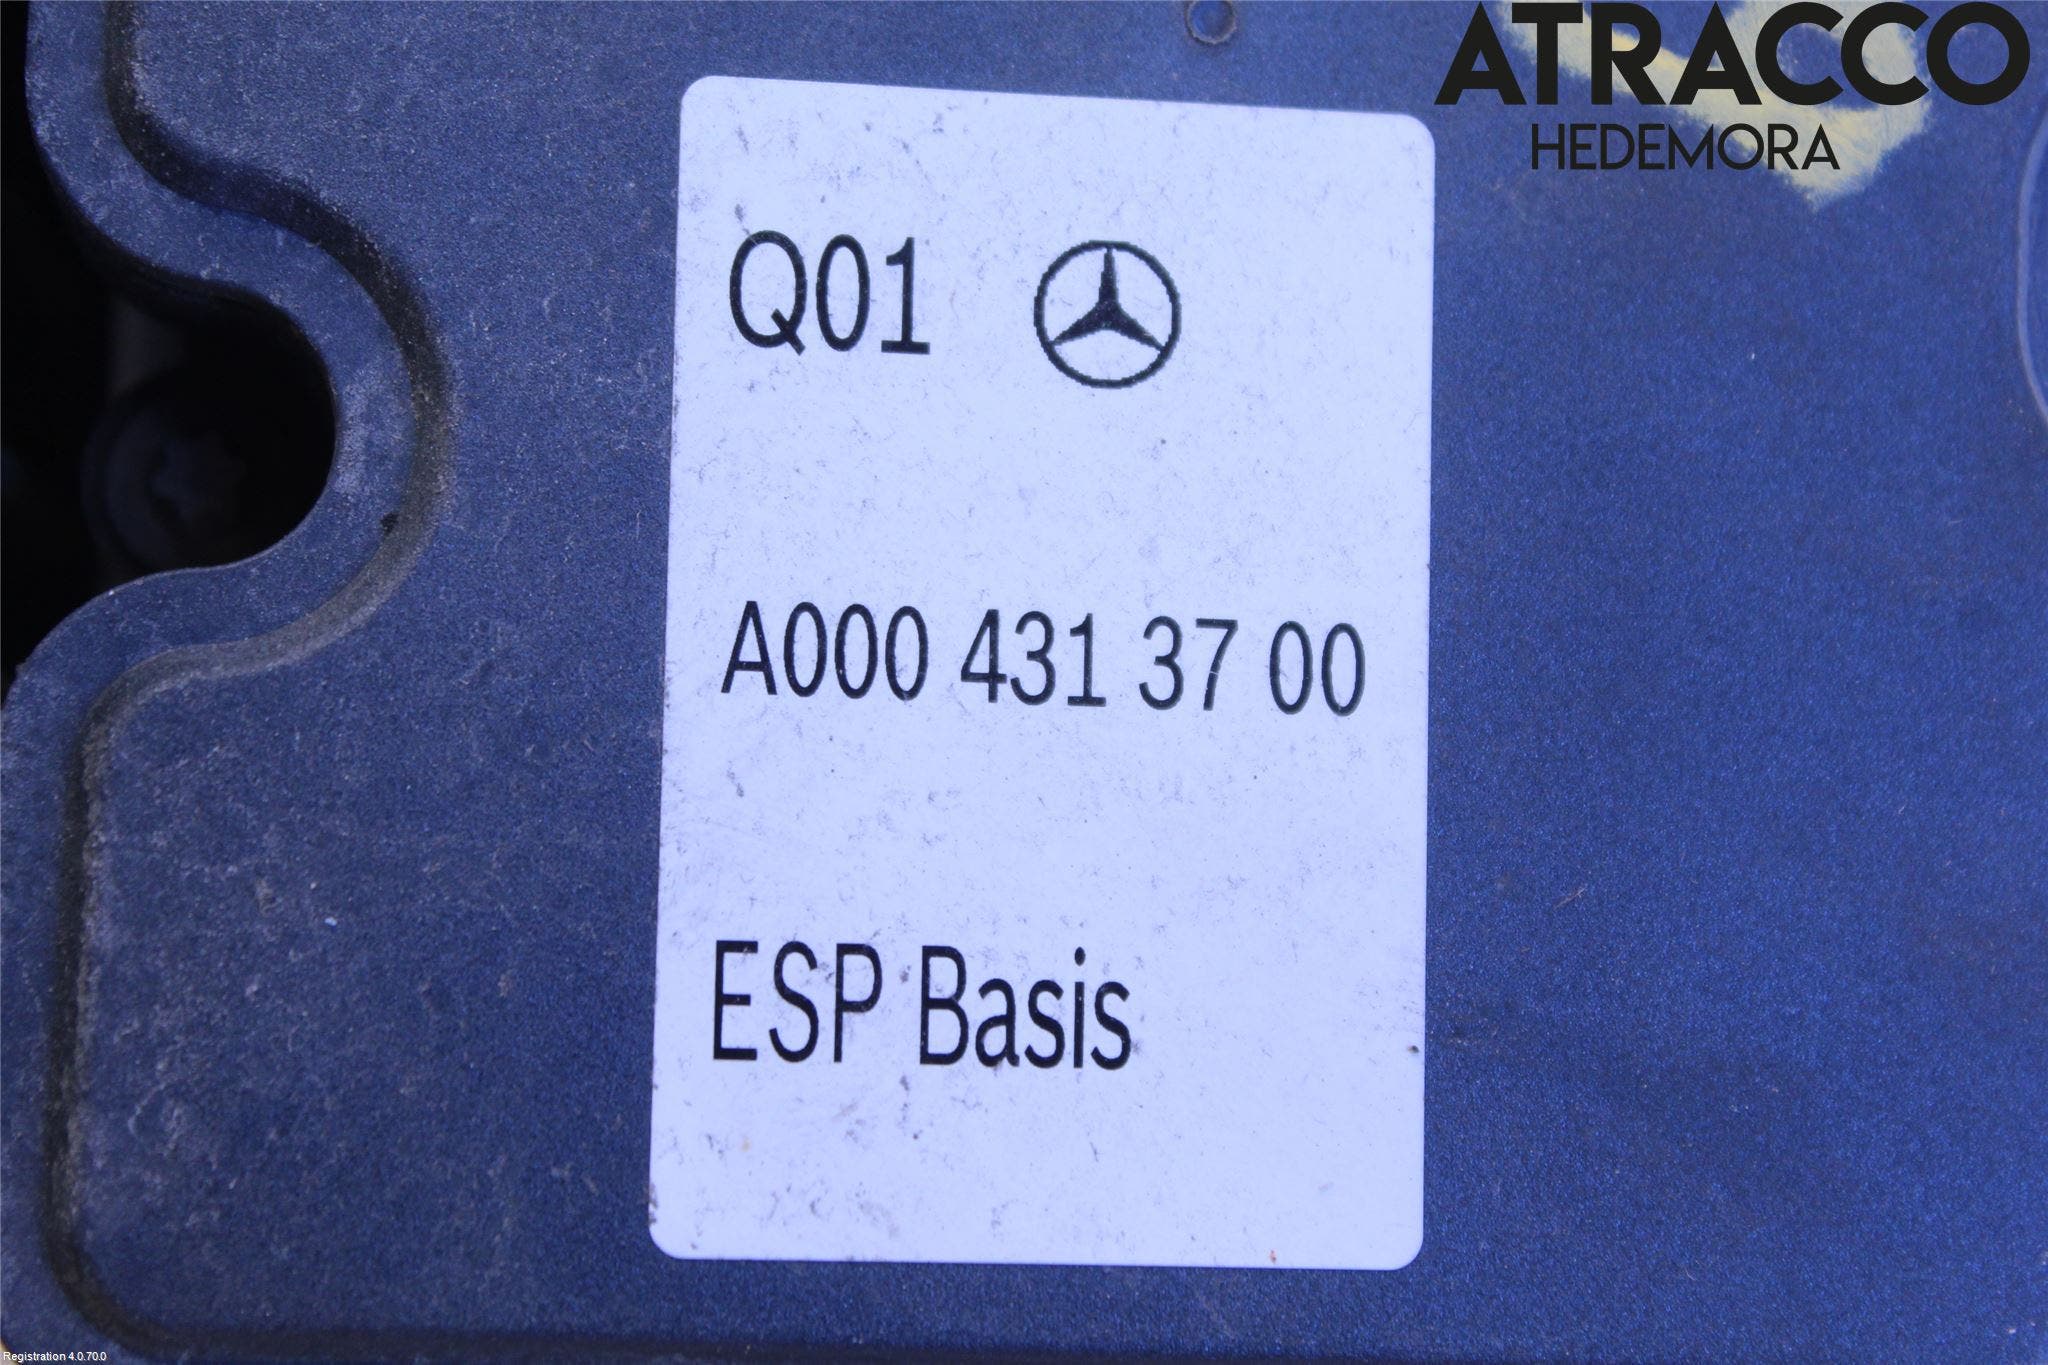 ATRACCO
HEDEMORA
Q01
A000 431 37 00
ESP Basis
Registration 4.0.70.0